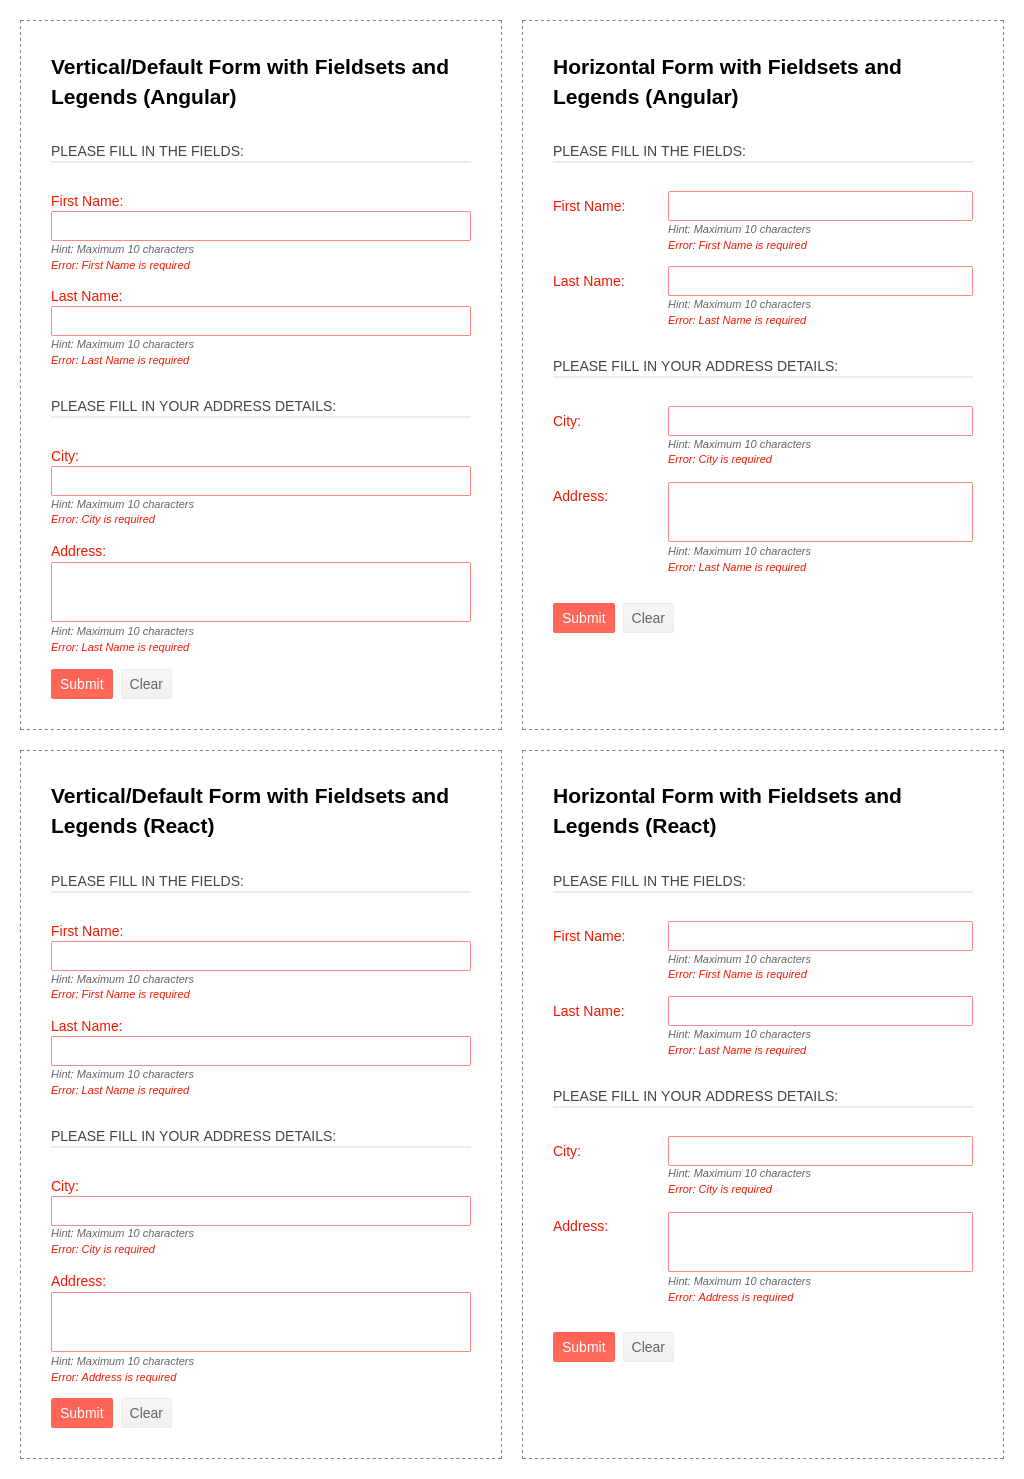 Vertical/Default Form with Fieldsets and
Legends (Angular)
PLEASE FILL IN THE FIELDS:
First Name:
Hint: Maximum 10 characters
Error: First Name is required
Last Name:
Hint: Maximum 10 characters
Error: Last Name is required
PLEASE FILL IN YOUR ADDRESS DETAILS:
City:
Hint: Maximum 10 characters
Error: City is required
Address:
Hint: Maximum 10 characters
Error: Last Name is required
Submit Clear
Horizontal Form with Fieldsets and
Legends (Angular)
PLEASE FILL IN THE FIELDS:
First Name:
Hint: Maximum 10 characters
Error: First Name is required
Last Name:
Hint: Maximum 10 characters
Error: Last Name is required
PLEASE FILL IN YOUR ADDRESS DETAILS:
City:
Hint: Maximum 10 characters
Error: City is required
Address:
Hint: Maximum 10 characters
Error: Last Name is required
Submit Clear
Vertical/Default Form with Fieldsets and
Legends (React)
PLEASE FILL IN THE FIELDS:
First Name:
Hint: Maximum 10 characters
Error: First Name is required
Last Name:
Hint: Maximum 10 characters
Error: Last Name is required
PLEASE FILL IN YOUR ADDRESS DETAILS:
City:
Hint: Maximum 10 characters
Error: City is required
Address:
Hint: Maximum 10 characters
Error: Address is required
Submit Clear
Horizontal Form with Fieldsets and
Legends (React)
PLEASE FILL IN THE FIELDS:
First Name:
Hint: Maximum 10 characters
Error: First Name is required
Last Name:
Hint: Maximum 10 characters
Error: Last Name is required
PLEASE FILL IN YOUR ADDRESS DETAILS:
City:
Hint: Maximum 10 characters
Error: City is required
Address:
Hint: Maximum 10 characters
Error: Address is required
Submit Clear